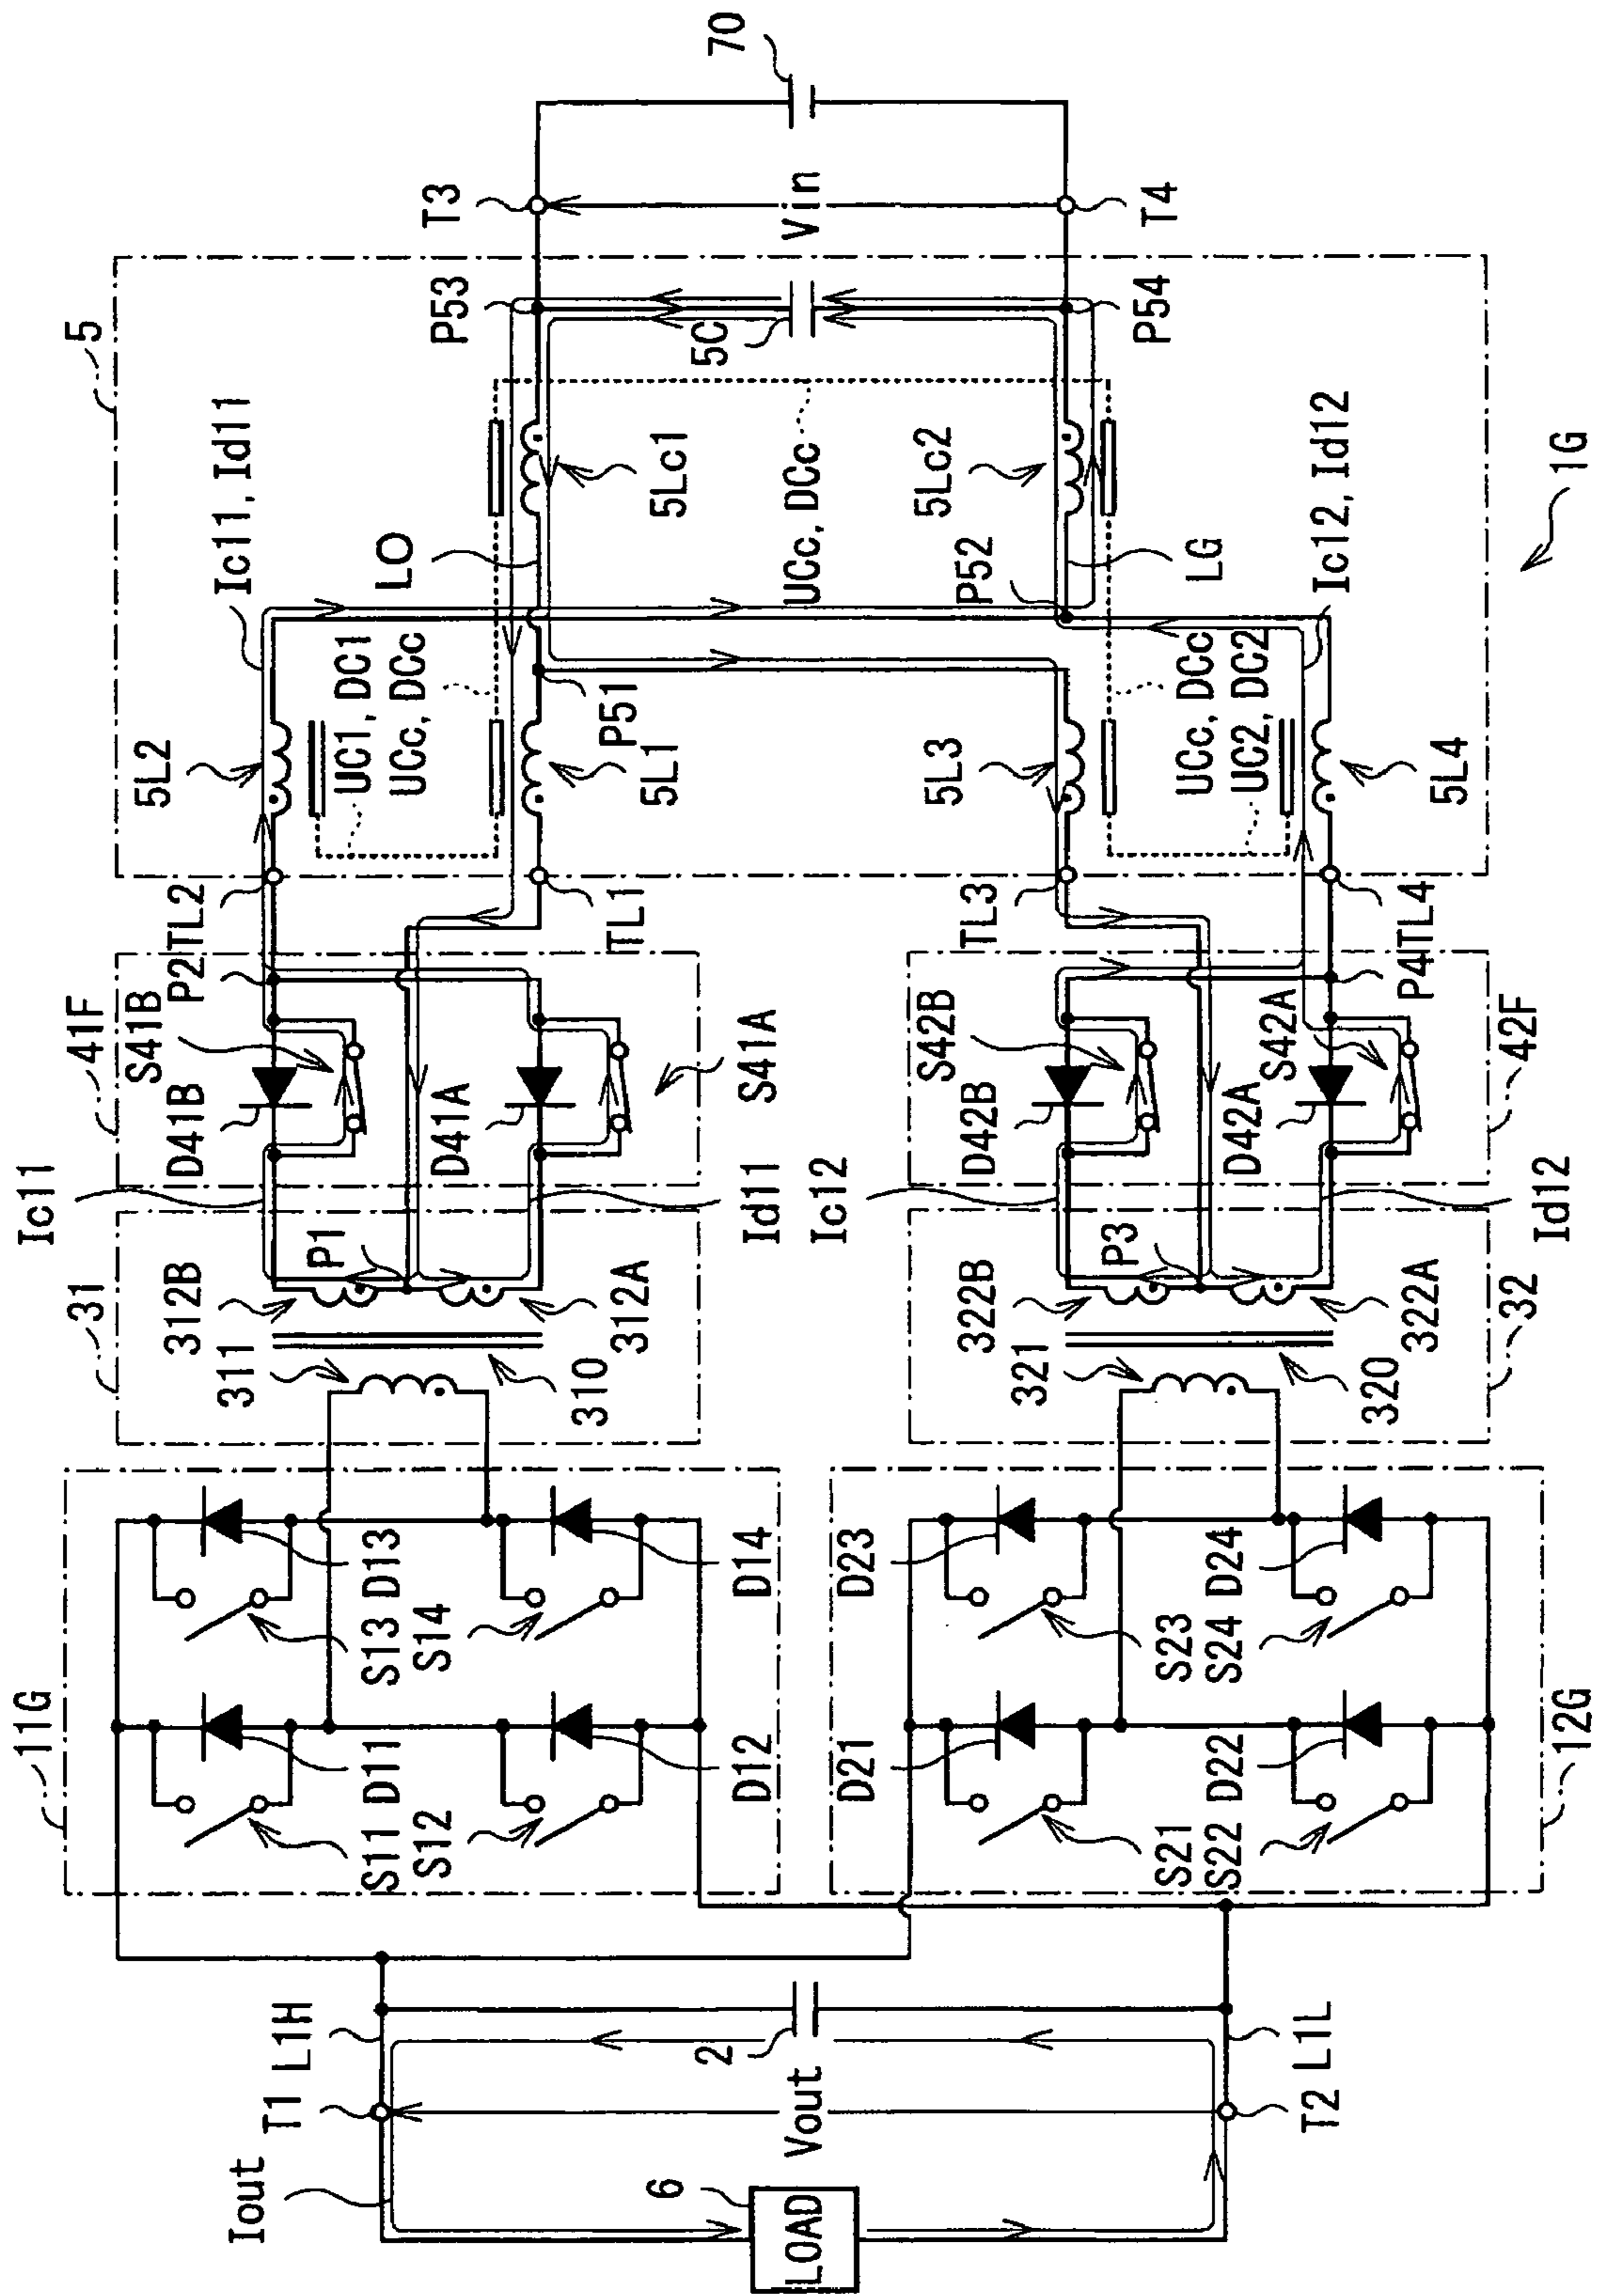 70
T3
Vin
T4
5
P53
5C
P54
Ic11, Id11
LO
5Lc1
UCc, DCc
5Lc2
P52
LG
Ic12, Id12
1G
5L2
UC1, DC1
UCc, DCc
P51
5L1
5L3
UCc, DCc
UC2, DC2
5L4
P2
TL2
TL1
TL3
P4
TL4
41F
S41B
D41B
D41A
S41A
S42B
D42B
S42A
D42A
42F
Ic11
Id11
Ic12
Id12
31
312B
P1
312A
311
310
322B
P3
322A
321
320
32
11G
D13
S13
S14
D14
D11
S11
S12
D12
D23
S23
S24
D24
D21
S21
S22
D22
12G
L1H
2
L1L
T1
Vout
T2
Iout
6
LOAD